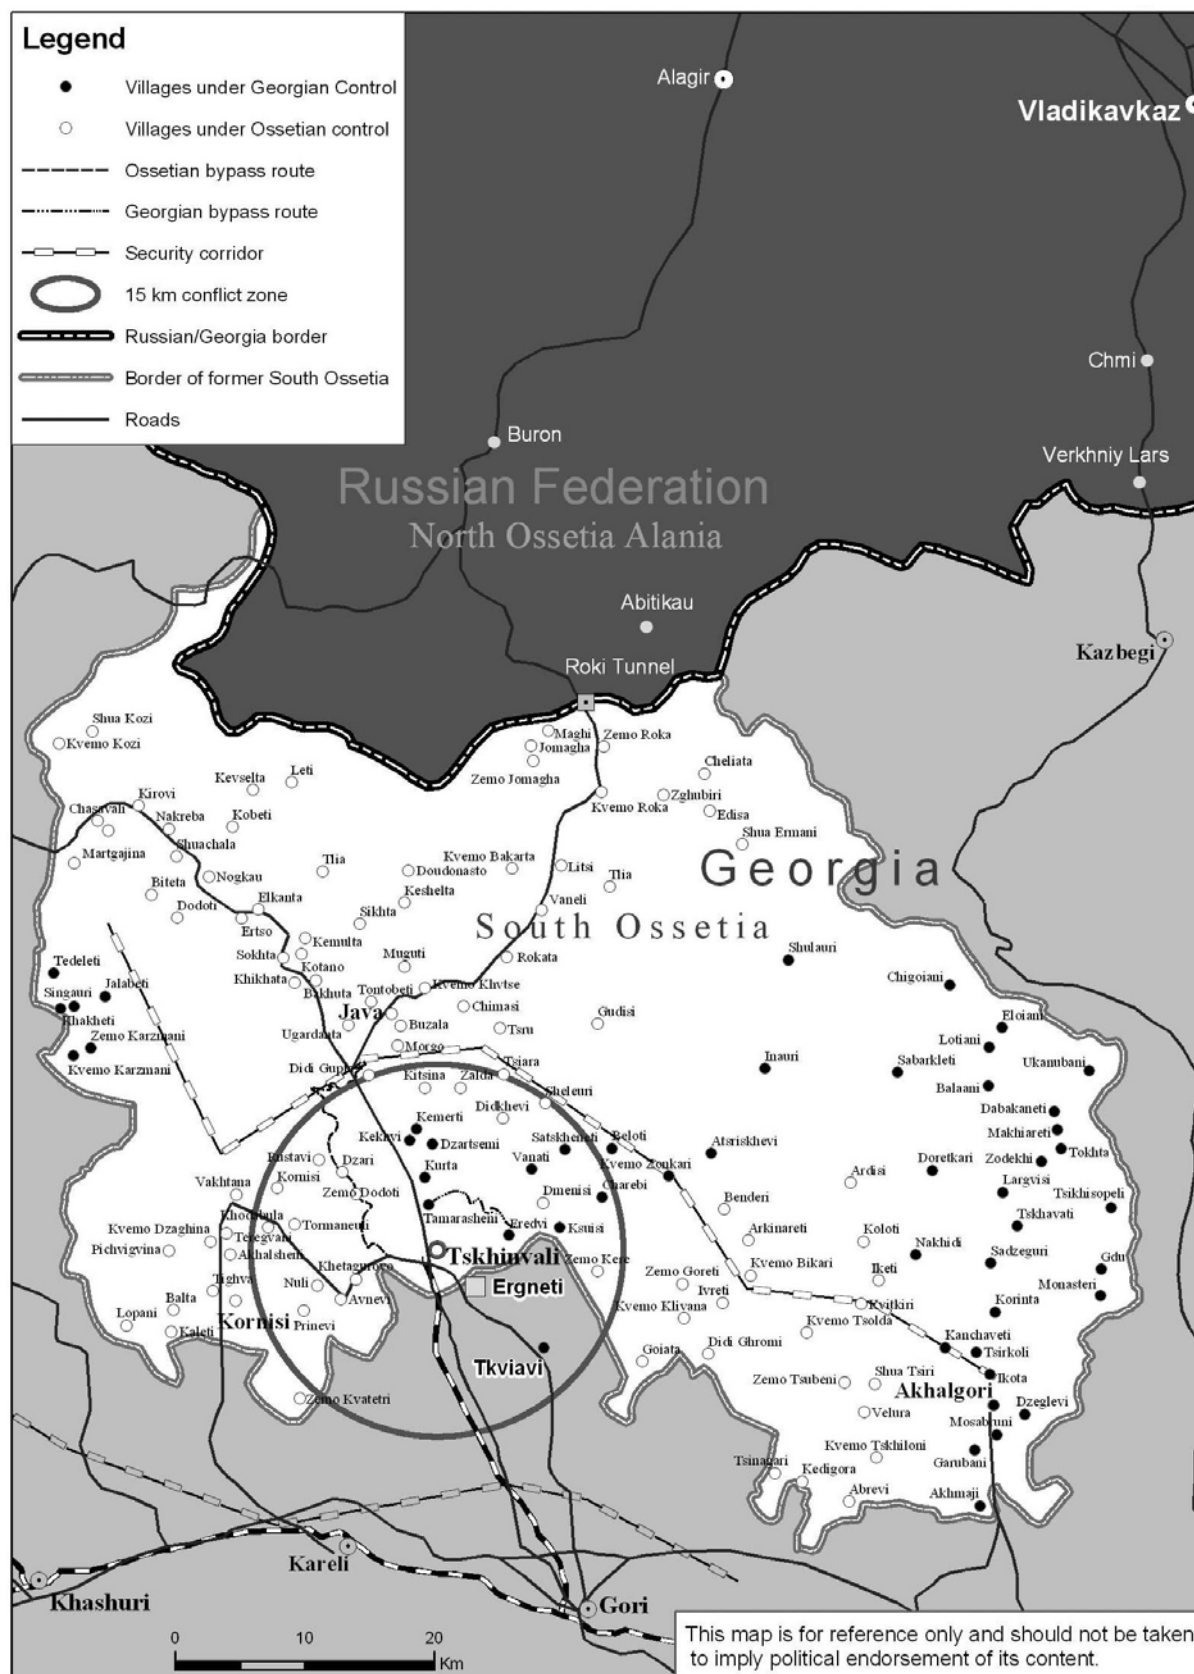 Legend
Villages under Georgian Control
Villages under Ossetian control
Ossetian bypass route
Georgian bypass route
Security corridor
15 km conflict zone
Russian/Georgia border
Border of former South Ossetia
Roads
Alagir
Vladikavkaz
Chmi
Buron
Verkhniy Lars
Russian Federation
North Ossetia Alania
Abitikau
Kazbegi
Roki Tunnel
Shua Kozi
Kvemo Kozi
Maghi
Zemo Roka
Jomagha
Zemo Jomagha
Cheliata
Leti
Kevselta
Kirovi
Zghubiri
Kvemo Roka
Edisa
Chasavali
Nakreba
Kobeti
Shua Ermani
Martgajina
Shuachala
Tlia
Kvemo Bakarta
Doudonasto
Litsi
Tlia
Georgia
Nogkau
Biteta
Keshelta
Elkanta
Vaneli
Dodoti
Ertso
Sikhta
South Ossetia
Kemulta
Shulauri
Sokhta
Muguti
Rokata
Tedeleti
Kotano
Khikhata
Chigoiani
Singauri
Jalabeti
Bakhuta
Tontobeti
Kvemo Khvtse
Java
Chimasi
Khakheti
Gudisi
Eloiani
Zemo Karzmani
Ugardanta
Buzala
Tsru
Lotiani
Morgo
Kvemo Karzmani
Didi Gupta
Tsiara
Inauri
Sabarkleti
Ukanubani
Kitsina
Zalda
Sheleuri
Balaani
Didkhevi
Dabakaneti
Kemerti
Makhiareti
Kekhvi
Dzartsemi
Satskheneti
Beloti
Atsriskhevi
Tokhta
Rustavi
Dzari
Vanati
Kvemo Zonkari
Doretkari
Zodekhi
Kurta
Ardisi
Vakhtana
Kornisi
Zemo Dodoti
Dmenisi
Charebi
Benderi
Largvisi
Tsikhisopeli
Khodabula
Tamarasheni
Eredvi
Ksuisi
Tskhavati
Kvemo Dzaghina
Teregvani
Tormaneuli
Arkinareti
Koloti
Pichvigvina
Akhalsheni
Tskhinvali
Zemo Kere
Kvemo Bikari
Nakhidi
Sadzeguri
Gdu
Khetagurovo
Tighva
Nuli
Ergneti
Zemo Goreti
Iketi
Monasteri
Balta
Avnevi
Ivreti
Lopani
Kornisi
Prinevi
Kvemo Kliyana
Kvitkiri
Korinta
Kaleti
Kvemo Tsolda
Kanchaveti
Tkviavi
Goiata
Didi Ghromi
Tsirkoli
Shua Tsiri
Ikota
Zemo Tsubeni
Akhalgori
Zemo Kvatetri
Velura
Dzeglevi
Mosabruni
Kvemo Tskhiloni
Tsinagari
Garubani
Kedigora
Abrevi
Akhmaji
Kareli
Khashuri
Gori
0 10 20
Km
This map is for reference only and should not be taken
to imply political endorsement of its content.